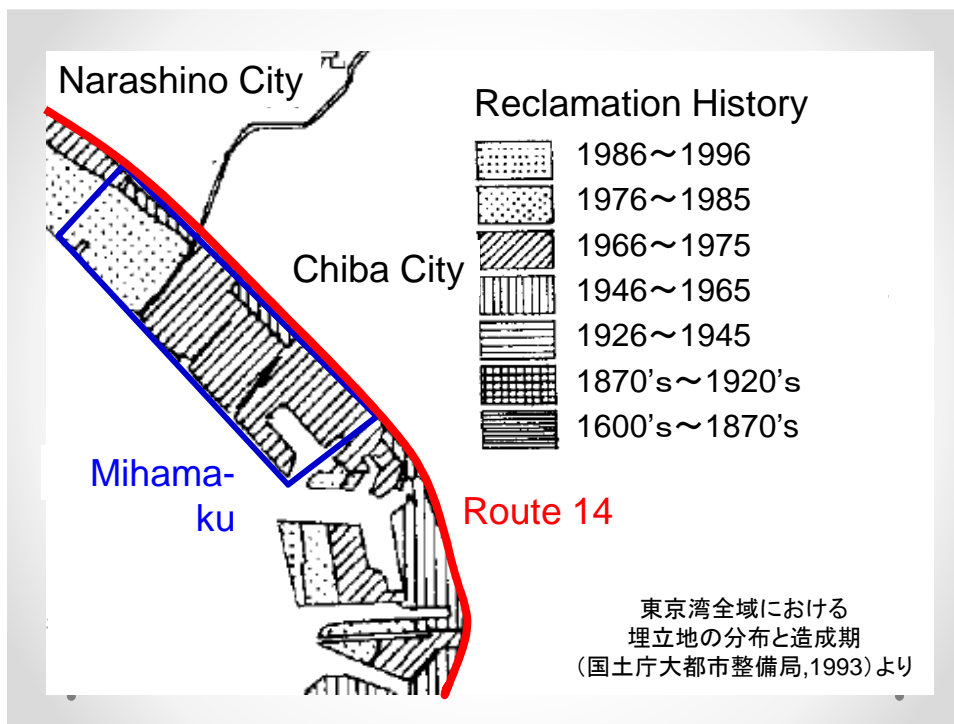 Narashino City
Reclamation History
1986～1996
1976～1985
1966～1975
Chiba City
1946～1965
1926～1945
1870's～1920's
1600's～1870's
Mihama-
ku
Route 14
東京湾全域における
埋立地の分布と造成期
（国土庁大都市整備局,1993）より